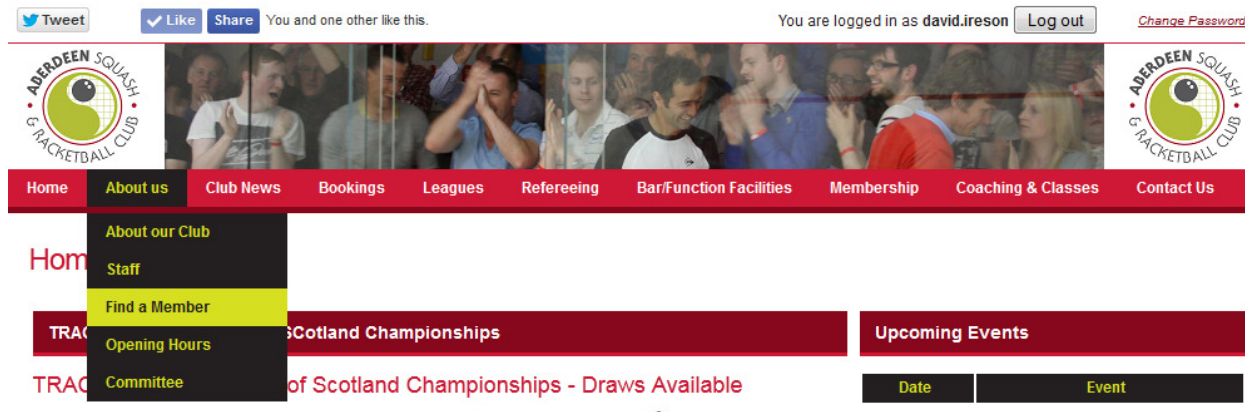 Tweet
Like Share You and one other like this.
You are logged in as david.ireson Log out
Change Password
ABERDEEN SQUASH & RACKETBALL CLUB
ABERDEEN SQUASH & RACKETBALL CLUB
Home About us Club News Bookings Leagues Refereeing Bar/Function Facilities Membership Coaching & Classes Contact Us
About our Club
Staff
Find a Member
Opening Hours
Committee
Hom
TRAC SCotland Championships
Upcoming Events
TRAC of Scotland Championships - Draws Available
Date Event